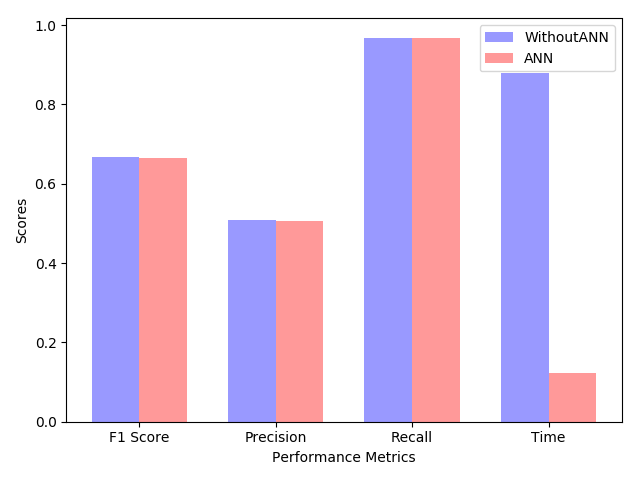 WithoutANN
ANN
1.0
0.8
0.6
0.4
0.2
0.0
Scores
F1 Score Precision Recall Time
Performance Metrics